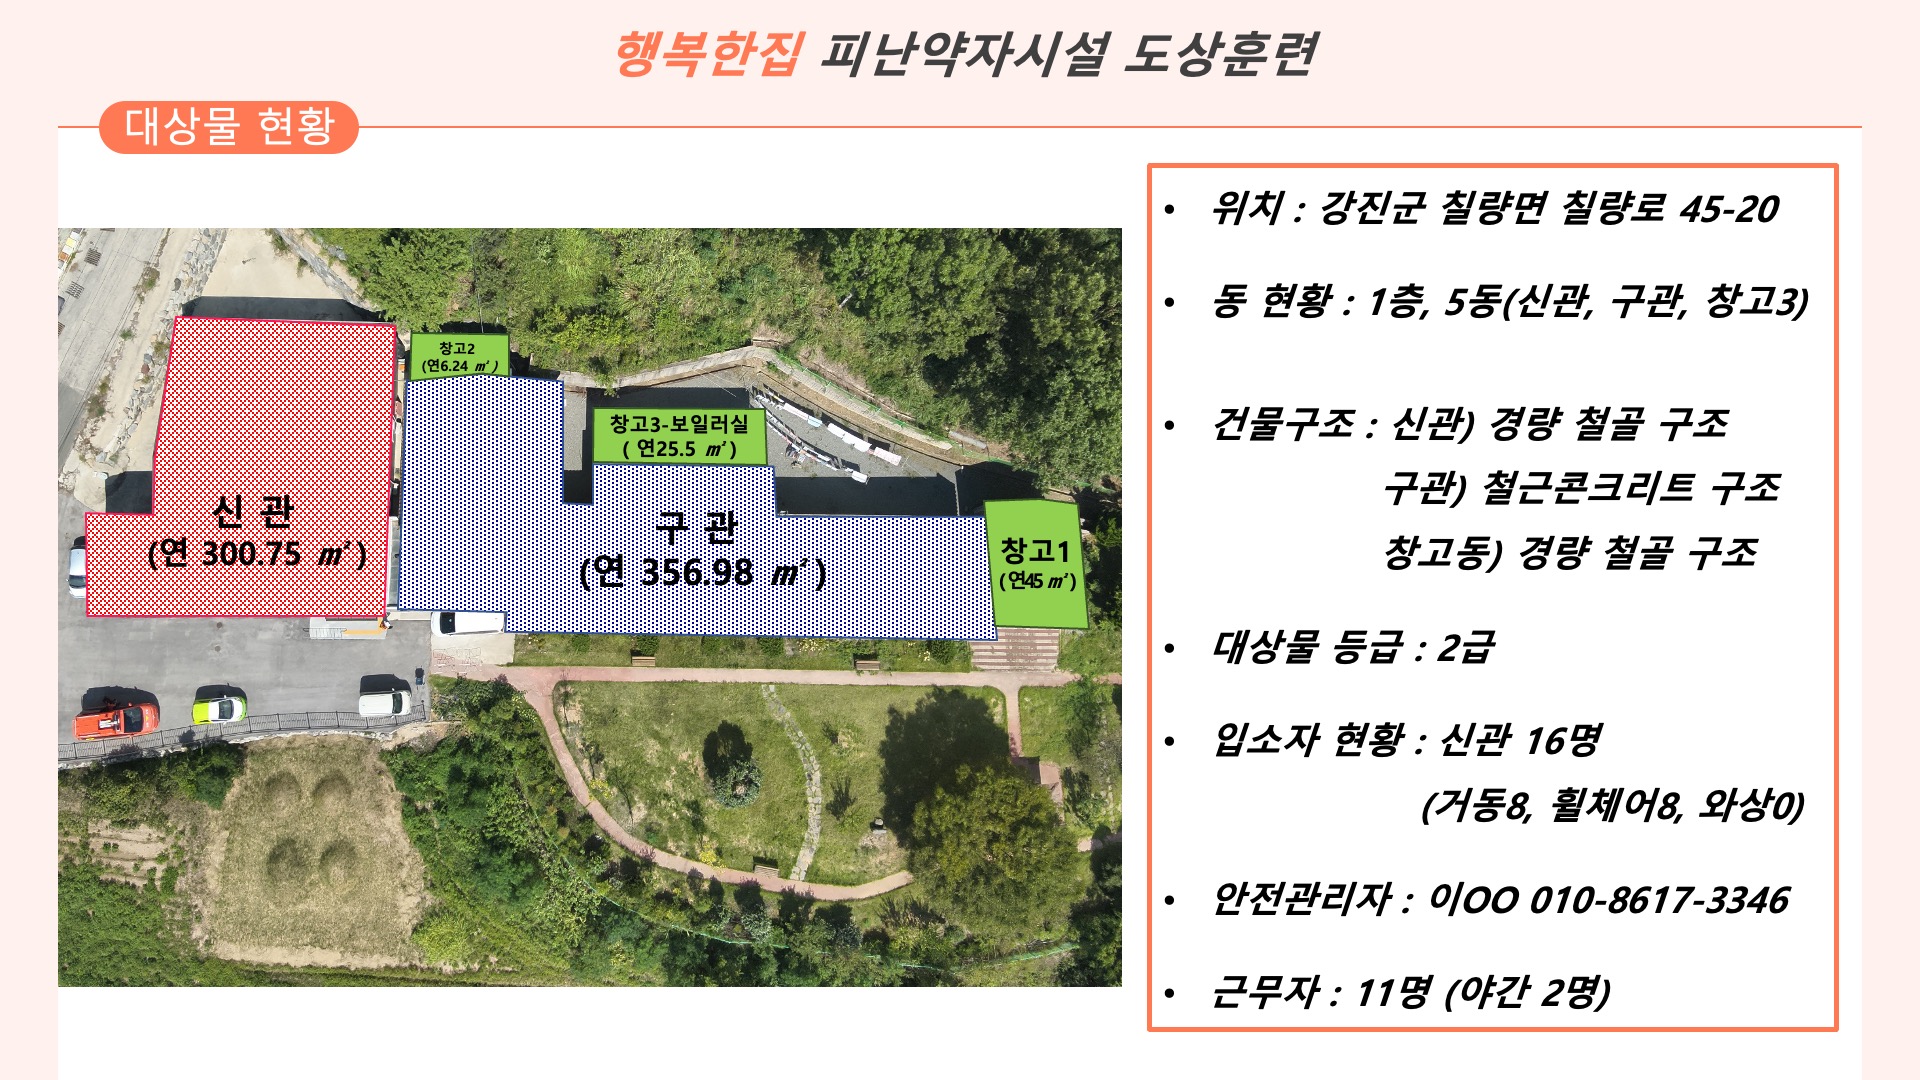 행복한집 피난약자시설 도상훈련
대상물 현황
창고2
(연6.24 ㎡)
창고3-보일러실
( 연25.5 ㎡)
신 관
(연 300.75 ㎡)
구 관
(연 356.98 ㎡)
창고1
(연45㎡)
• 위치 : 강진군 칠량면 칠량로 45-20
• 동 현황 : 1층, 5동(신관, 구관, 창고3)
• 건물구조 : 신관) 경량 철골 구조
구관) 철근콘크리트 구조
창고동) 경량 철골 구조
• 대상물 등급 : 2급
• 입소자 현황 : 신관 16명
(거동8, 휠체어8, 와상0)
• 안전관리자 : 이OO 010-8617-3346
• 근무자 : 11명 (야간 2명)